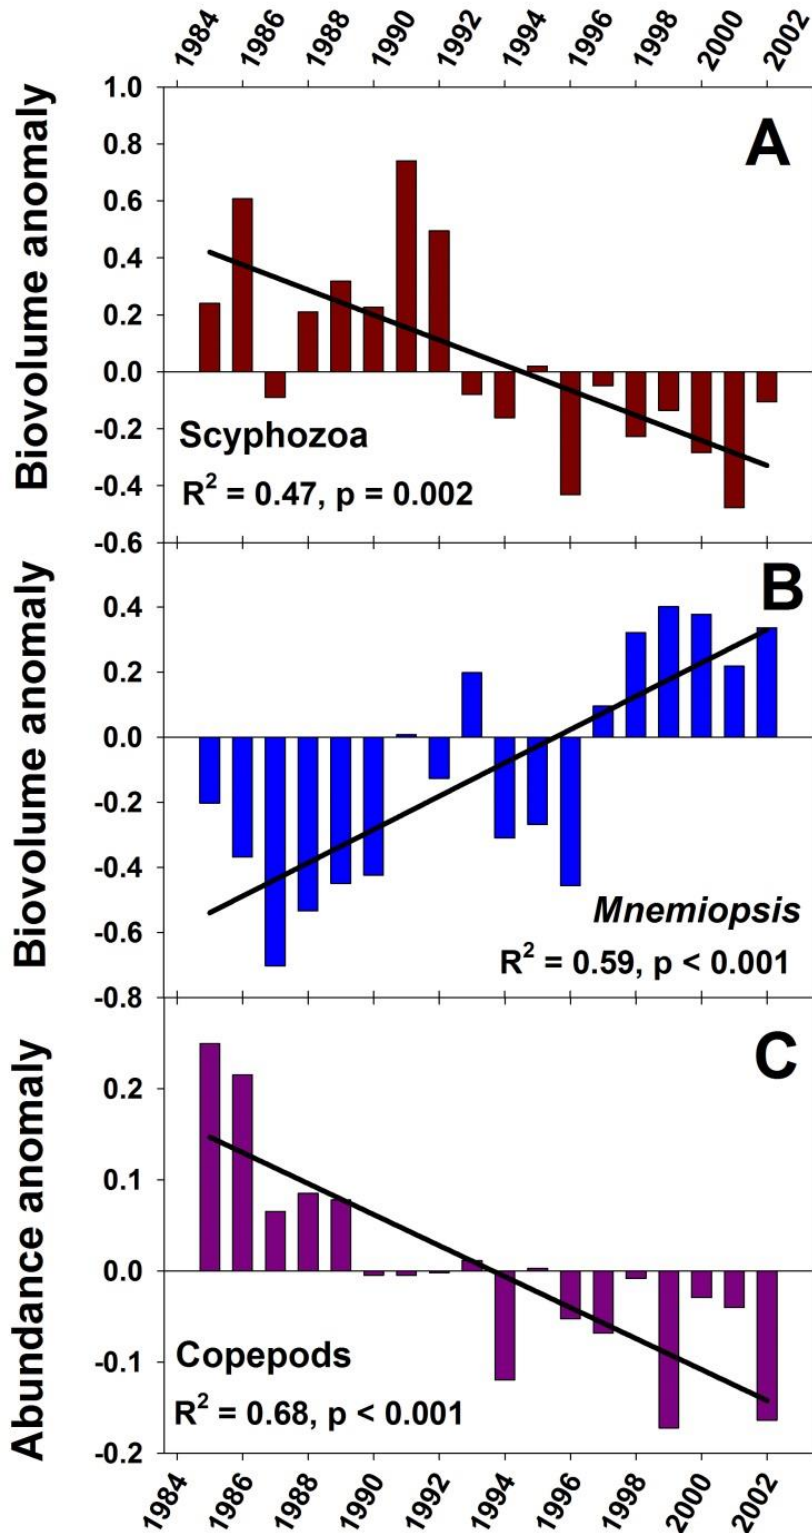 1984 1986 1988 1990 1992 1994 1996 1998 2000 2002
Biovolume anomaly
1.0
0.8
0.6
0.4
0.2
0.0
-0.2
-0.4
-0.6
A
Scyphozoa
R² = 0.47, p = 0.002
Biovolume anomaly
0.4
0.2
0.0
-0.2
-0.4
-0.6
-0.8
B
Mnemiopsis
R² = 0.59, p < 0.001
Abundance anomaly
0.2
0.1
0.0
-0.1
-0.2
C
Copepods
R² = 0.68, p < 0.001
1984 1986 1988 1990 1992 1994 1996 1998 2000 2002